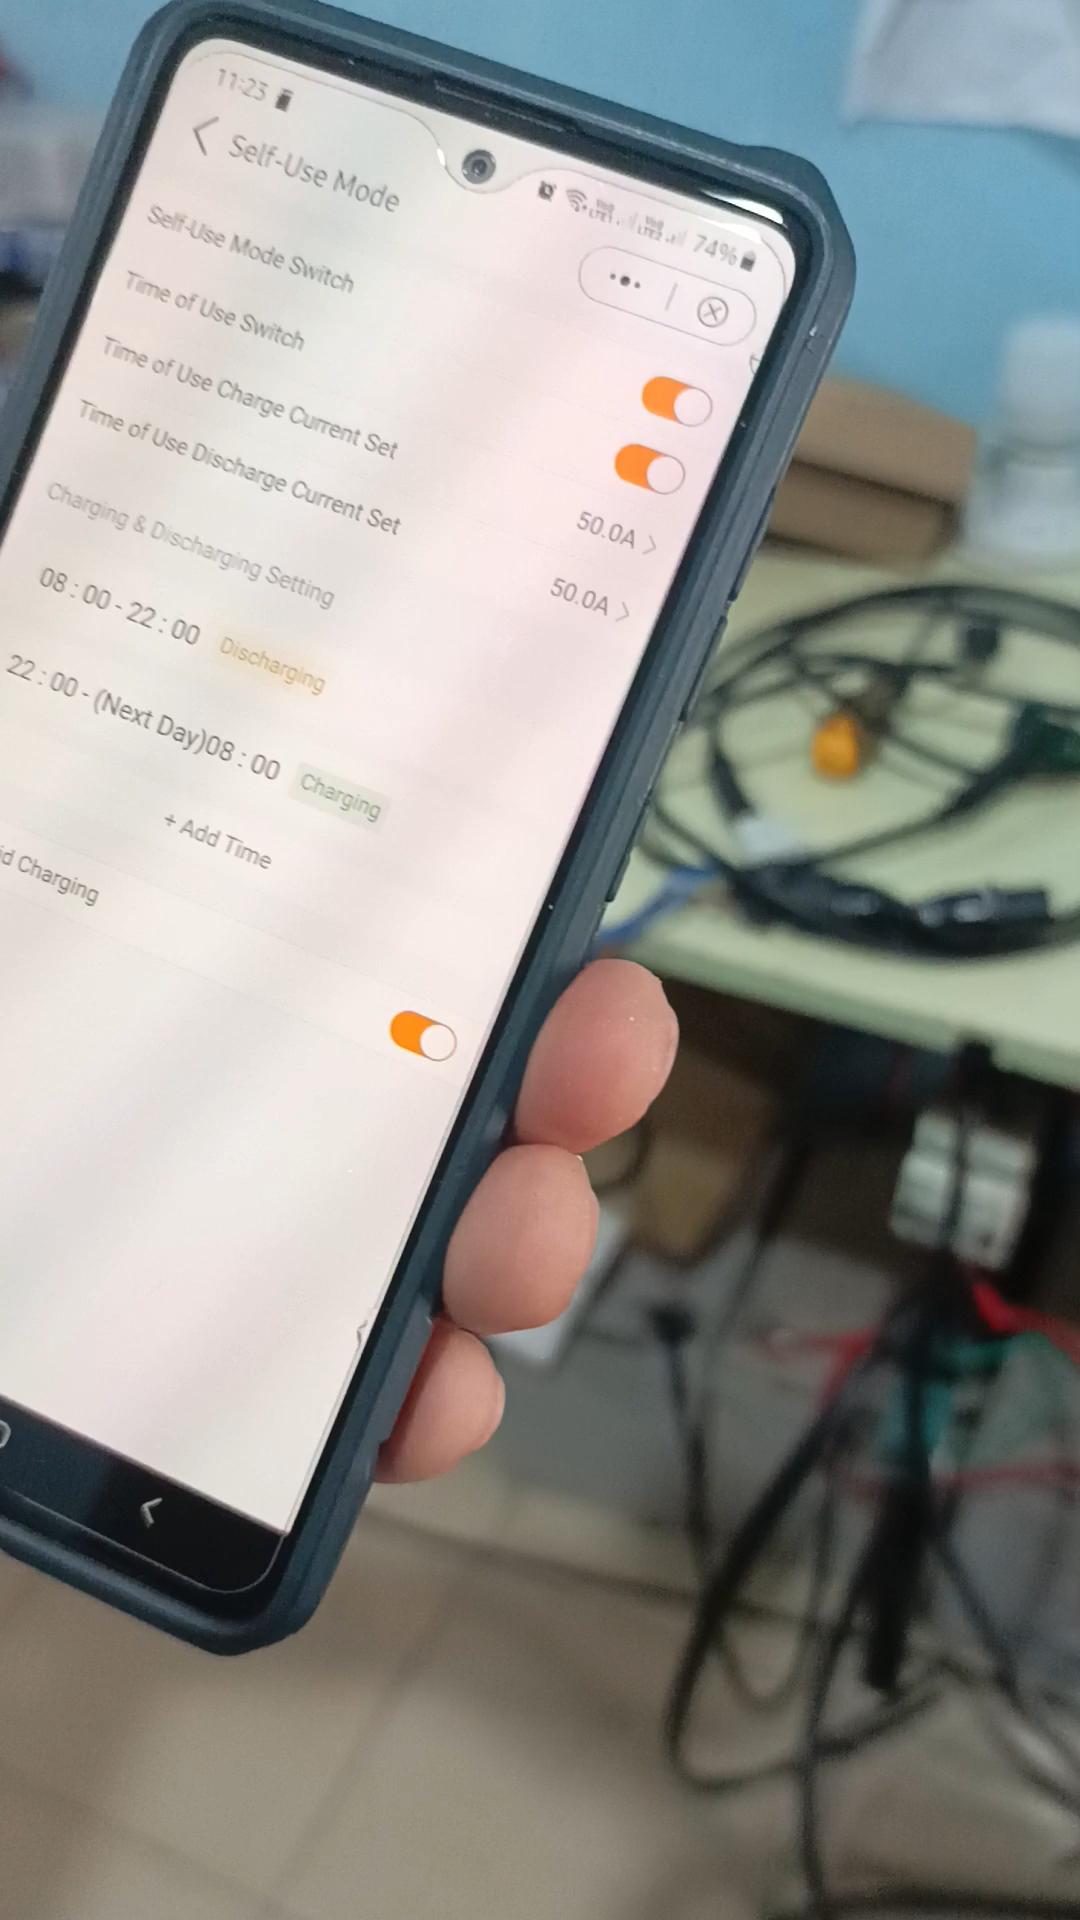 11:23
74%
Self-Use Mode
Self-Use Mode Switch
Time of Use Switch
Time of Use Charge Current Set
50.0A
Time of Use Discharge Current Set
50.0A
Charging & Discharging Setting
08 : 00 - 22 : 00 Discharging
22 : 00 - (Next Day)08 : 00 Charging
+ Add Time
id Charging